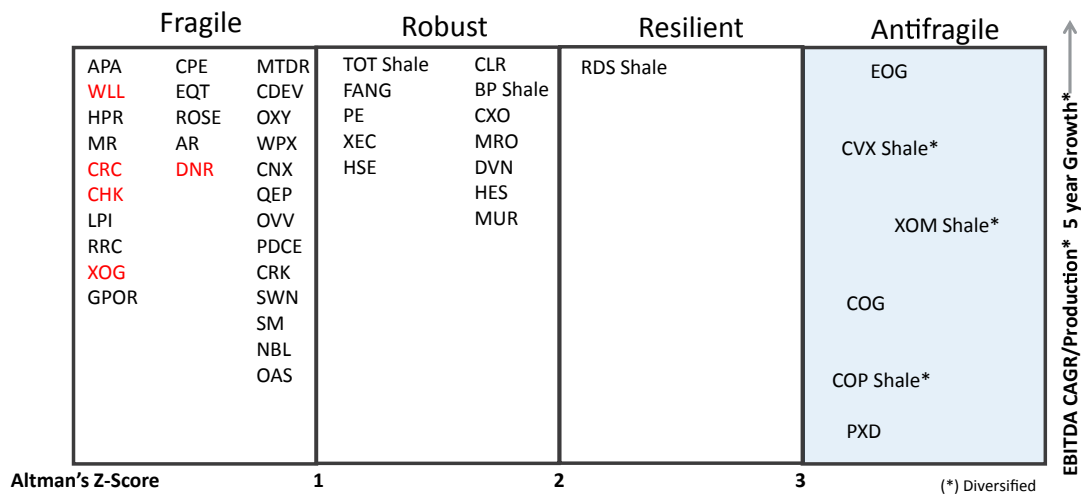 Fragile
Robust
Resilient
Antifragile
APA
WLL
HPR
MR
CRC
CHK
LPI
RRC
XOG
GPOR
CPE
EQT
ROSE
AR
DNR
MTDR
CDEV
OXY
WPX
CNX
QEP
OVV
PDCE
CRK
SWN
SM
NBL
OAS
TOT Shale
FANG
PE
XEC
HSE
CLR
BP Shale
CXO
MRO
DVN
HES
MUR
RDS Shale
EOG
CVX Shale*
XOM Shale*
COG
COP Shale*
PXD
EBITDA CAGR/Production* 5 year Growth*
Altman's Z-Score
1
2
3
(*) Diversified